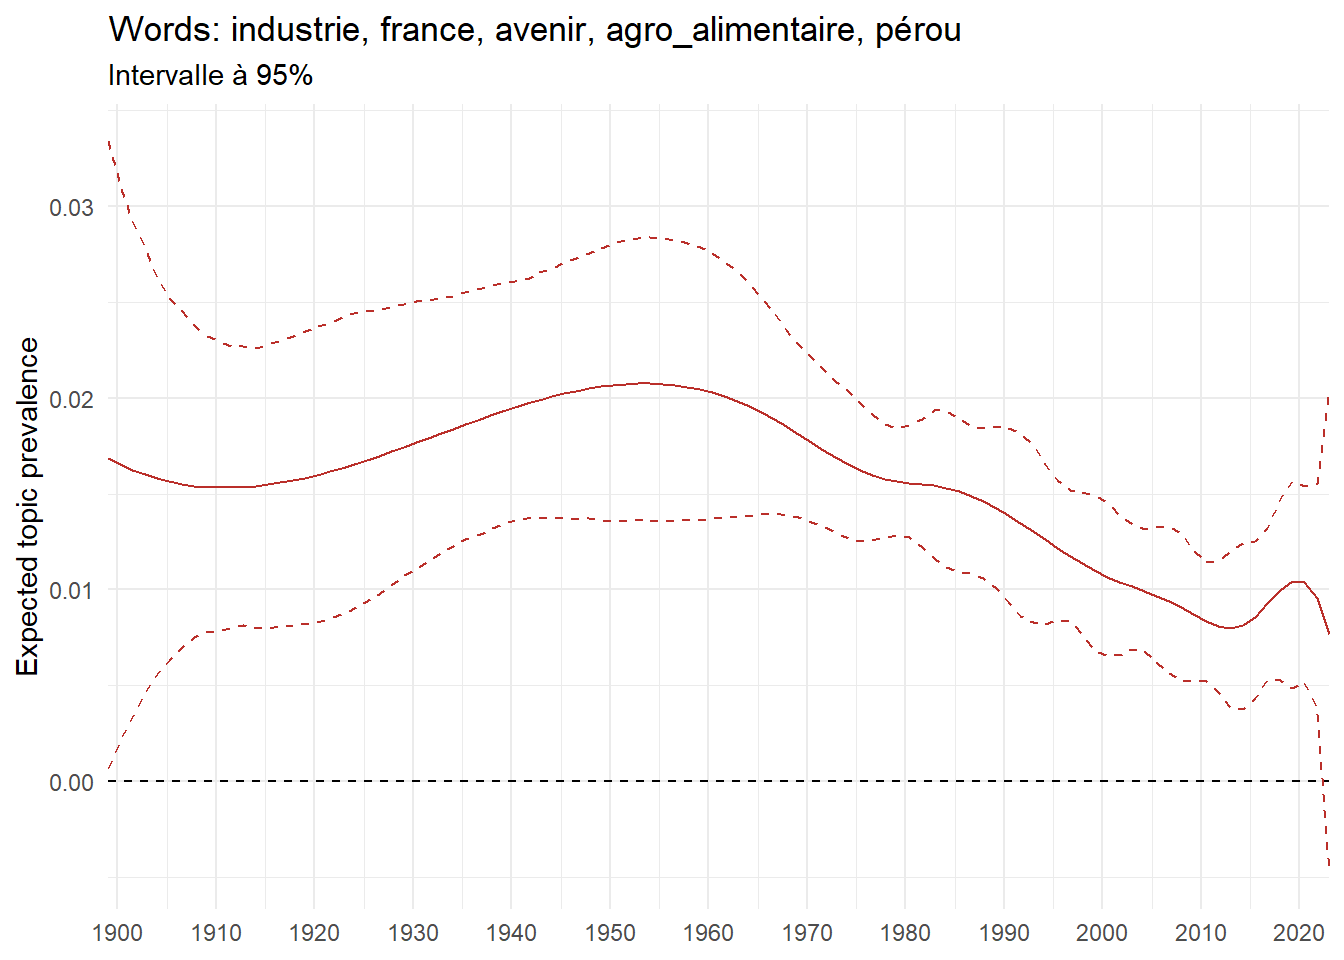 Words: industrie, france, avenir, agro_alimentaire, pérou
Intervalle à 95%
Expected topic prevalence
0.03
0.02
0.01
0.00
1900 1910 1920 1930 1940 1950 1960 1970 1980 1990 2000 2010 2020